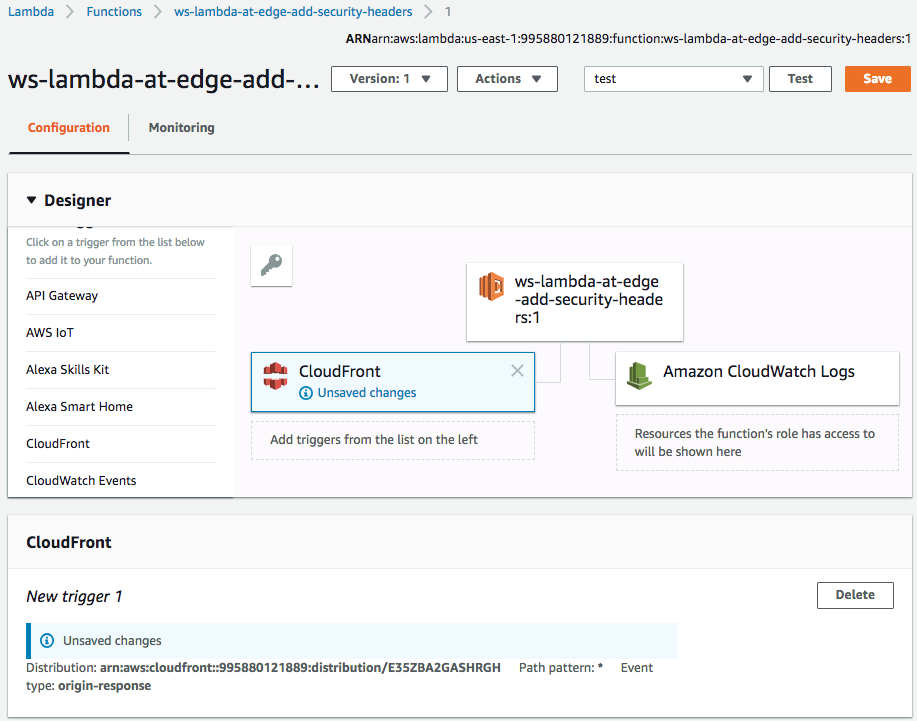 Lambda > Functions > ws-lambda-at-edge-add-security-headers > 1
ARNarn:aws:lambda:us-east-1:995880121889:function:ws-lambda-at-edge-add-security-headers:1
ws-lambda-at-edge-add-... Version: 1 Actions test Test Save
Configuration Monitoring
Designer
Click on a trigger from the list below
to add it to your function.
API Gateway
AWS IoT
Alexa Skills Kit
Alexa Smart Home
CloudFront
CloudWatch Events
ws-lambda-at-edge
-add-security-heade
rs:1
CloudFront
Unsaved changes
Add triggers from the list on the left
Amazon CloudWatch Logs
Resources the function's role has access to
will be shown here
CloudFront
New trigger 1 Delete
Unsaved changes
Distribution: arn:aws:cloudfront::995880121889:distribution/E35ZBA2GASHRGH Path pattern: * Event
type: origin-response